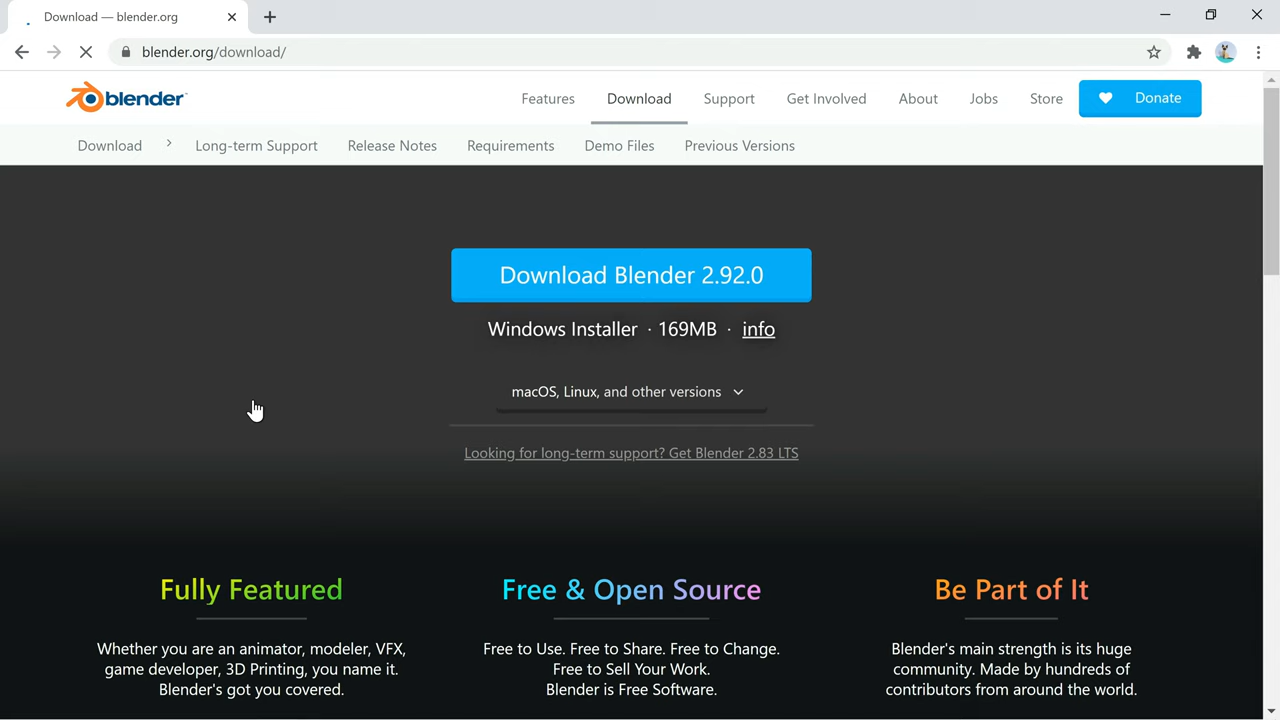 Download — blender.org
blender.org/download/
blender
Features Download Support Get Involved About Jobs Store Donate
Download Long-term Support Release Notes Requirements Demo Files Previous Versions
Download Blender 2.92.0
Windows Installer · 169MB · info
macOS, Linux, and other versions
Looking for long-term support? Get Blender 2.83 LTS
Fully Featured
Whether you are an animator, modeler, VFX,
game developer, 3D Printing, you name it.
Blender's got you covered.
Free & Open Source
Free to Use. Free to Share. Free to Change.
Free to Sell Your Work.
Blender is Free Software.
Be Part of It
Blender's main strength is its huge
community. Made by hundreds of
contributors from around the world.